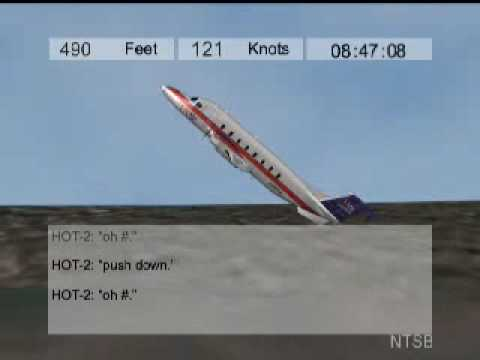 490 Feet 121 Knots 08:47:08
HOT-2: "oh #."
HOT-2: "push down."
HOT-2: "oh #."
NTSB